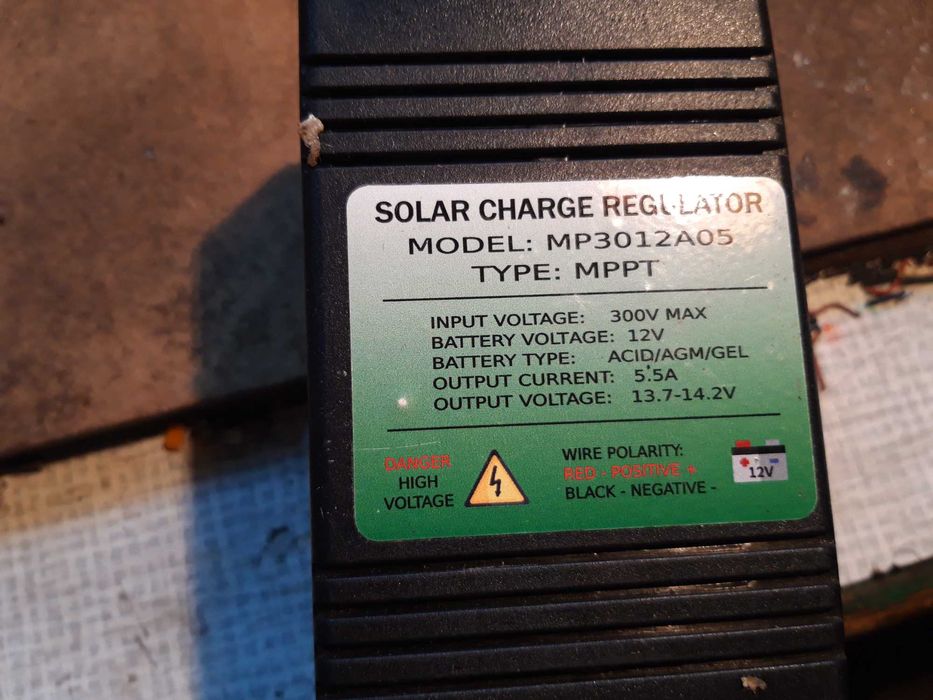 SOLAR CHARGE REGULATOR
MODEL: MP3012A05
TYPE: MPPT
INPUT VOLTAGE: 300V MAX
BATTERY VOLTAGE: 12V
BATTERY TYPE: ACID/AGM/GEL
OUTPUT CURRENT: 5.5A
OUTPUT VOLTAGE: 13.7-14.2V
DANGER
HIGH
VOLTAGE
WIRE POLARITY:
RED - POSITIVE +
BLACK - NEGATIVE -
+ -
12V